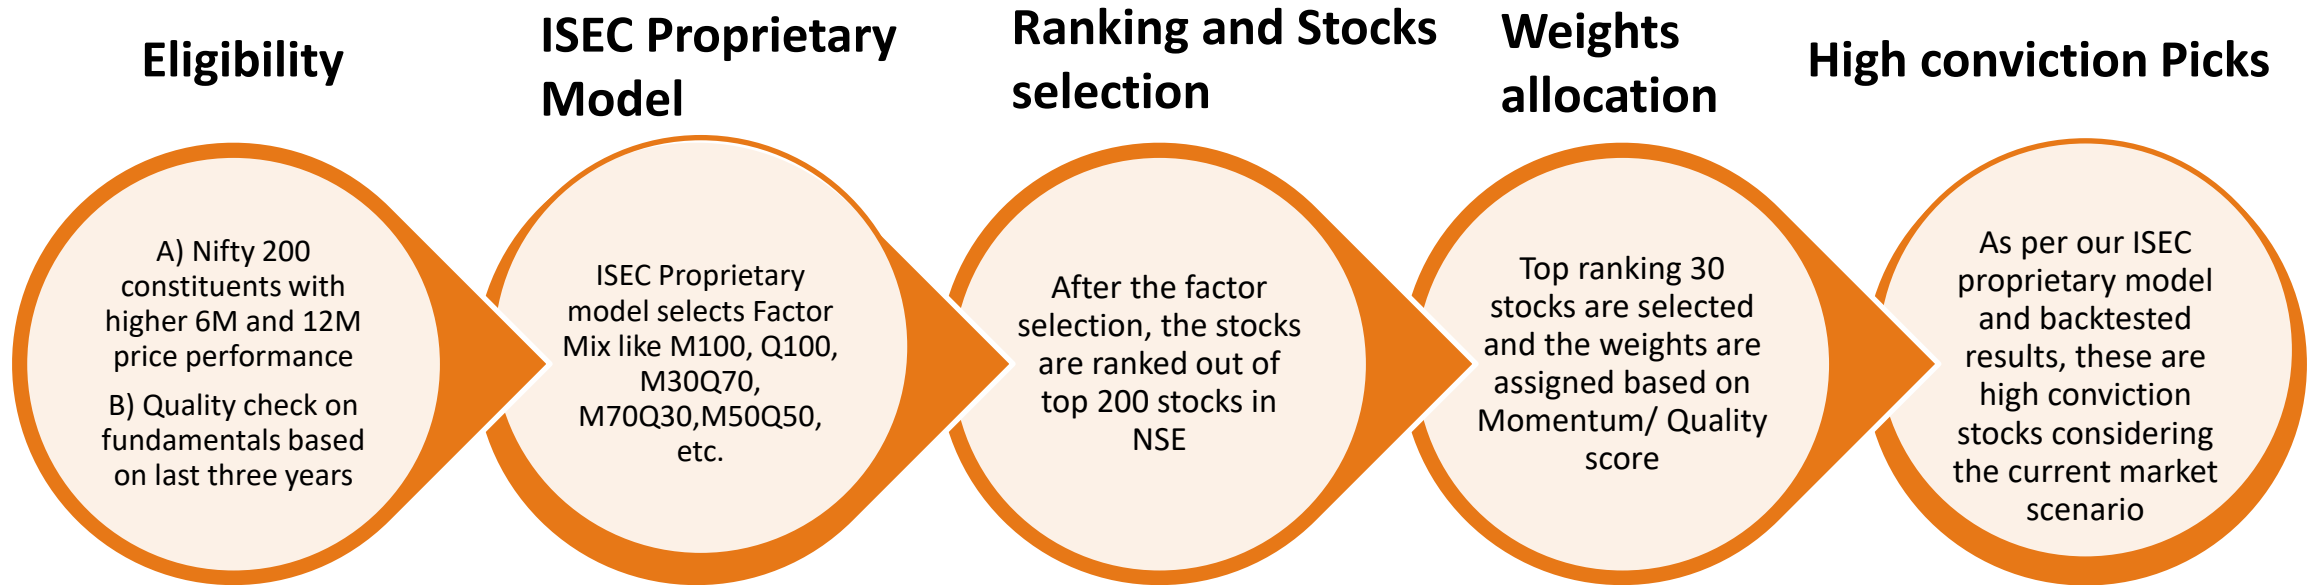 Eligibility
A) Nifty 200
constituents with
higher 6M and 12M
price performance
B) Quality check on
fundamentals based
on last three years
ISEC Proprietary
Model
ISEC Proprietary
model selects Factor
Mix like M100, Q100,
M30Q70,
M70Q30,M50Q50,
etc.
Ranking and Stocks
selection
After the factor
selection, the stocks
are ranked out of
top 200 stocks in
NSE
Weights
allocation
Top ranking 30
stocks are selected
and the weights are
assigned based on
Momentum/ Quality
score
High conviction Picks
As per our ISEC
proprietary model
and backtested
results, these are
high conviction
stocks considering
the current market
scenario